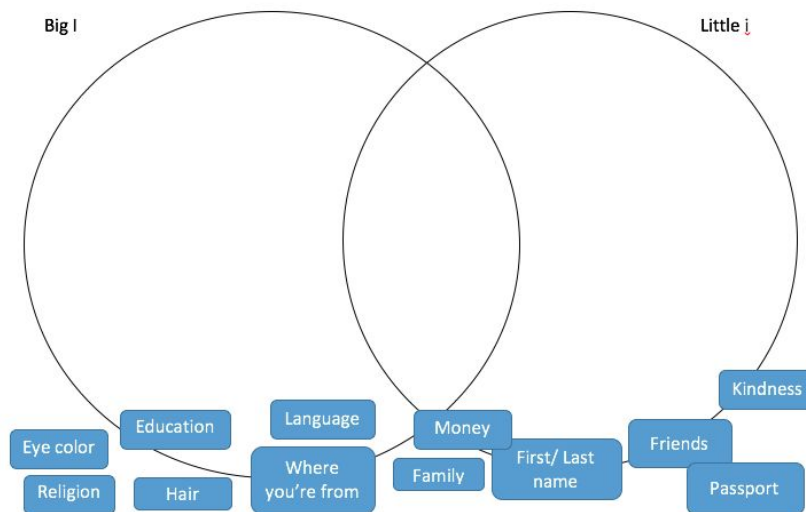 Big I
Little i
Kindness
Education
Language
Money
Eye color
Friends
Where
you're from
First/ Last
name
Family
Religion
Hair
Passport